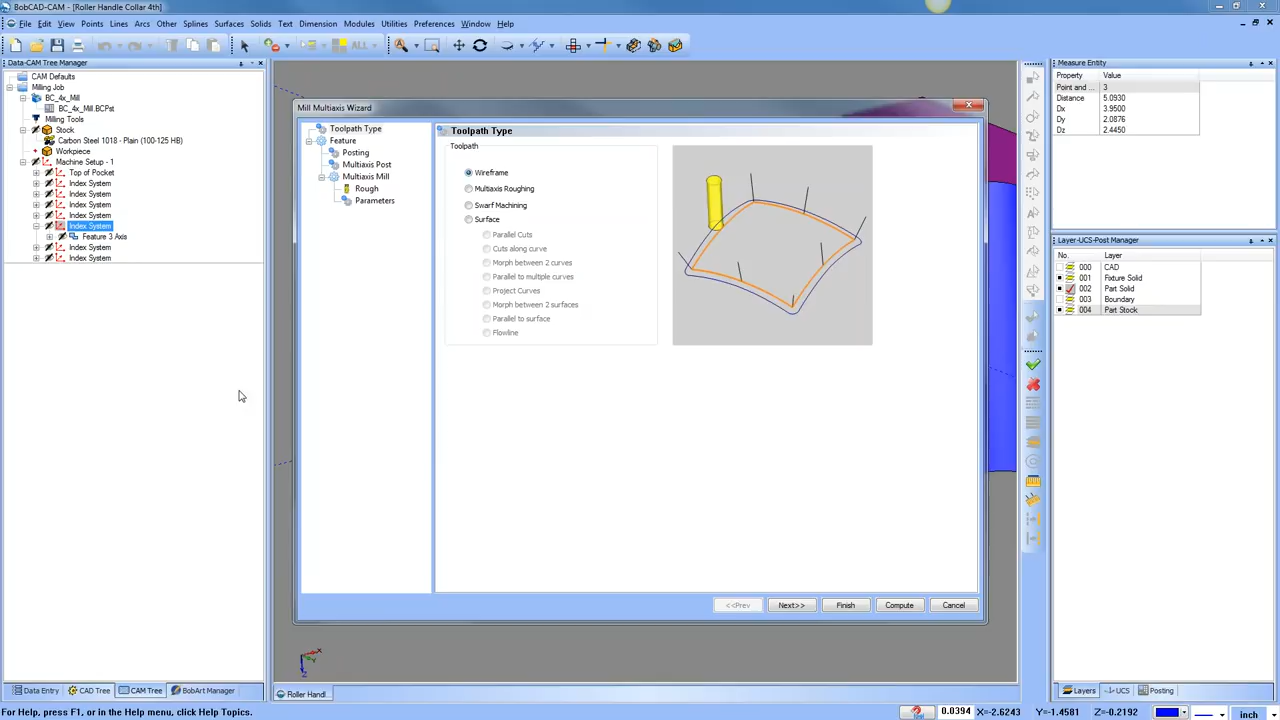 BobCAD-CAM - [Roller Handle Collar 4th]
File Edit View Points Lines Arcs Other Splines Surfaces Solids Text Dimension Modules Utilities Preferences Window Help
ALL
Data-CAM Tree Manager
CAM Defaults
Milling Job
BC_4x_Mill
BC_4x_Mill.BCPst
Milling Tools
Stock
Carbon Steel 1018 - Plain (100-125 HB)
Workpiece
Machine Setup - 1
Top of Pocket
Index System
Index System
Index System
Index System
Index System
Feature 3 Axis
Index System
Index System
Data Entry CAD Tree CAM Tree BobArt Manager
Mill Multiaxis Wizard
Toolpath Type
Feature
Posting
Multiaxis Post
Multiaxis Mill
Rough
Parameters
Toolpath Type
Toolpath
Wireframe
Multiaxis Roughing
Swarf Machining
Surface
Parallel Cuts
Cuts along curve
Morph between 2 curves
Parallel to multiple curves
Project Curves
Morph between 2 surfaces
Parallel to surface
Flowline
<<Prev Next>> Finish Compute Cancel
X
Y
Z
Roller Handl...
Measure Entity
Property Value
Point and ... 3
Distance 5.0930
Dx 3.9500
Dy 2.0876
Dz 2.4450
Layer-UCS-Post Manager
No. Layer
000 CAD
001 Fixture Solid
002 Part Solid
003 Boundary
004 Part Stock
Layers UCS Posting
For Help, press F1, or in the Help menu, click Help Topics.
0.0394 X=-2.6243 Y=-1.4581 Z=-0.2192 inch